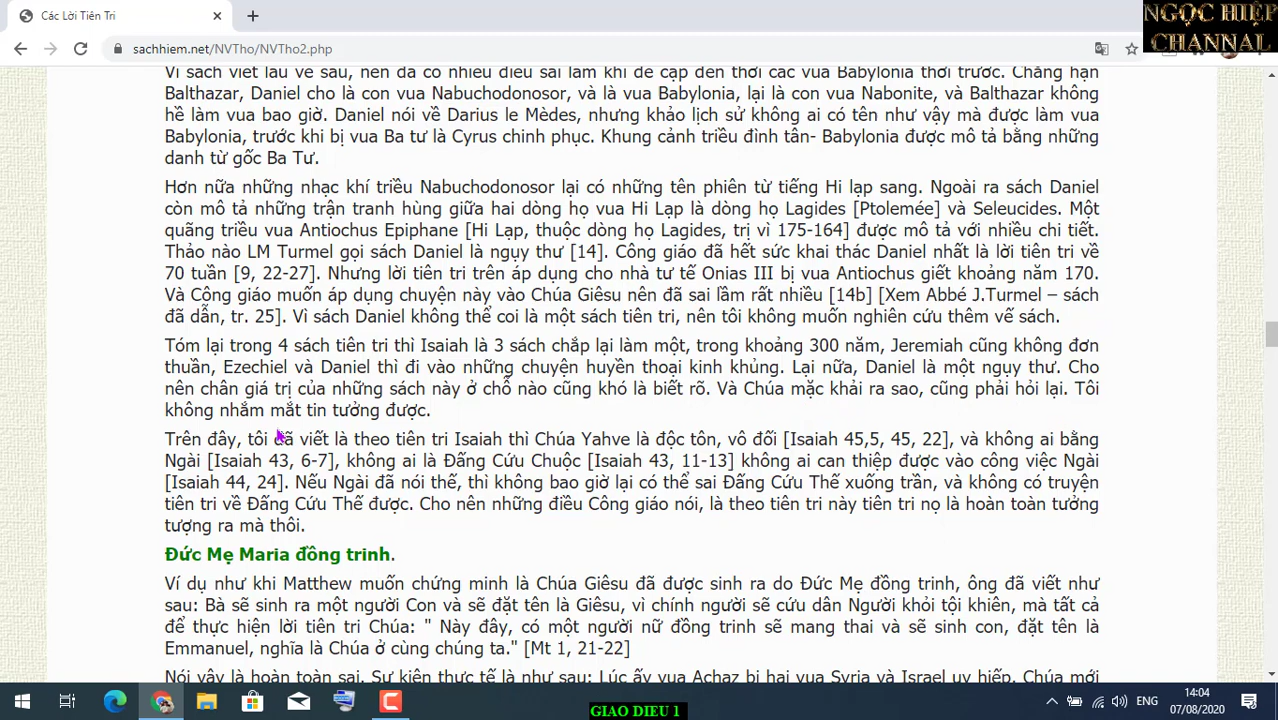 Các Lời Tiên Tri
NGỌC HIỆP
CHANNAL
sachhiem.net/NVTho/NVTho2.php
Vì sách viết lâu về sau, nên đã có nhiều điều sai lầm khi đề cập đến thời các vua Babylonia thời trước. Chẳng hạn
Balthazar, Daniel cho là con vua Nabuchodonosor, và là vua Babylonia, lại là con vua Nabonite, và Balthazar không
hề làm vua bao giờ. Daniel nói về Darius le Mèdes, nhưng khảo lịch sử không ai có tên như vậy mà được làm vua
Babylonia, trước khi bị vua Ba tư là Cyrus chinh phục. Khung cảnh triều đình tân- Babylonia được mô tả bằng những
danh từ gốc Ba Tư.
Hơn nữa những nhạc khí triều Nabuchodonosor lại có những tên phiên từ tiếng Hi lạp sang. Ngoài ra sách Daniel
còn mô tả những trận tranh hùng giữa hai dòng họ vua Hi Lạp là dòng họ Lagides [Ptolemée] và Seleucides. Một
quãng triều vua Antiochus Epiphane [Hi Lạp, thuộc dòng họ Lagides, trị vì 175-164] được mô tả với nhiều chi tiết.
Thảo nào LM Turmel gọi sách Daniel là ngụy thư [14]. Công giáo đã hết sức khai thác Daniel nhất là lời tiên tri về
70 tuần [9, 22-27]. Nhưng lời tiên tri trên áp dụng cho nhà tư tế Onias III bị vua Antiochus giết khoảng năm 170.
Và Công giáo muốn áp dụng chuyện này vào Chúa Giêsu nên đã sai lầm rất nhiều [14b] [Xem Abbé J.Turmel – sách
đã dẫn, tr. 25]. Vì sách Daniel không thể coi là một sách tiên tri, nên tôi không muốn nghiên cứu thêm vế sách.
Tóm lại trong 4 sách tiên tri thì Isaiah là 3 sách chắp lại làm một, trong khoảng 300 năm, Jeremiah cũng không đơn
thuần, Ezechiel và Daniel thì đi vào những chuyện huyền thoại kinh khủng. Lại nữa, Daniel là một ngụy thư. Cho
nên chân giá trị của những sách này ở chỗ nào cũng khó là biết rõ. Và Chúa mặc khải ra sao, cũng phải hỏi lại. Tôi
không nhắm mắt tin tưởng được.
Trên đây, tôi đã viết là theo tiên tri Isaiah thì Chúa Yahve là độc tôn, vô đối [Isaiah 45,5, 45, 22], và không ai bằng
Ngài [Isaiah 43, 6-7], không ai là Đấng Cứu Chuộc [Isaiah 43, 11-13] không ai can thiệp được vào công việc Ngài
[Isaiah 44, 24]. Nếu Ngài đã nói thế, thì không bao giờ lại có thể sai Đấng Cứu Thế xuống trần, và không có truyện
tiên tri về Đấng Cứu Thế được. Cho nên những điều Công giáo nói, là theo tiên tri này tiên tri nọ là hoàn toàn tưởng
tượng ra mà thôi.
Đức Mẹ Maria đồng trinh.
Ví dụ như khi Matthew muốn chứng minh là Chúa Giêsu đã được sinh ra do Đức Mẹ đồng trinh, ông đã viết như
sau: Bà sẽ sinh ra một người Con và sẽ đặt tên là Giêsu, vì chính người sẽ cứu dân Người khỏi tội khiên, mà tất cả
để thực hiện lời tiên tri Chúa: " Này đây, có một người nữ đồng trinh sẽ mang thai và sẽ sinh con, đặt tên là
Emmanuel, nghĩa là Chúa ở cùng chúng ta." [Mt 1, 21-22]
Nói vậy là hoàn toàn sai. Sự kiện thực tế là như sau: Lúc ấy vua Achaz bị hai vua Syria và Israel uy hiếp. Chúa mới
ENG
14:04
07/08/2020
GIAO DIEU 1